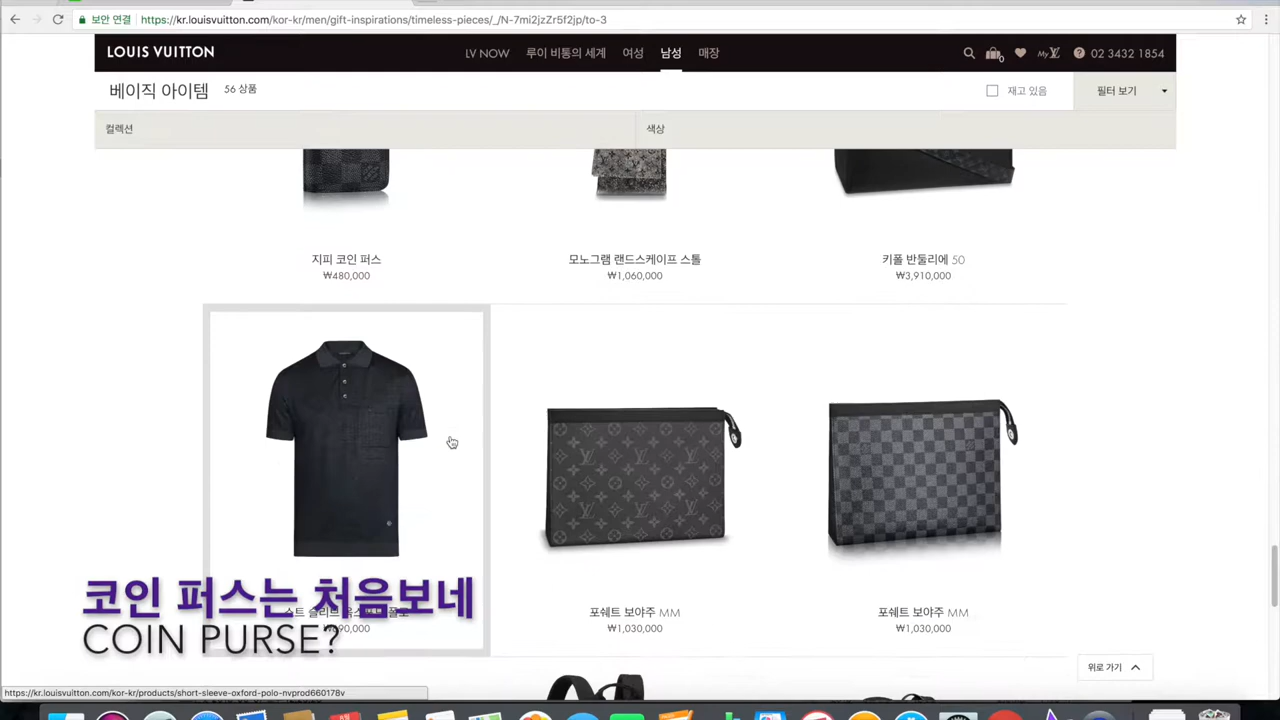 보안 연결 https://kr.louisvuitton.com/kor-kr/men/gift-inspirations/timeless-pieces/_/N-7mi2jzZr5f2jp/to-3
LOUIS VUITTON LV NOW 루이 비통의 세계 여성 남성 매장 0 My LV ? 02 3432 1854
베이직 아이템 56 상품 재고 있음 필터 보기
컬렉션 색상
지피 코인 퍼스 모노그램 랜드스케이프 스톨 키폴 반둘리에 50
₩480,000 ₩1,060,000 ₩3,910,000
코인 퍼스는 처음보네
포쉐트 보야주 MM 포쉐트 보야주 MM
COIN PURSE?
₩1,030,000 ₩1,030,000
위로 가기
https://kr.louisvuitton.com/kor-kr/products/short-sleeve-oxford-polo-nvprod660178v